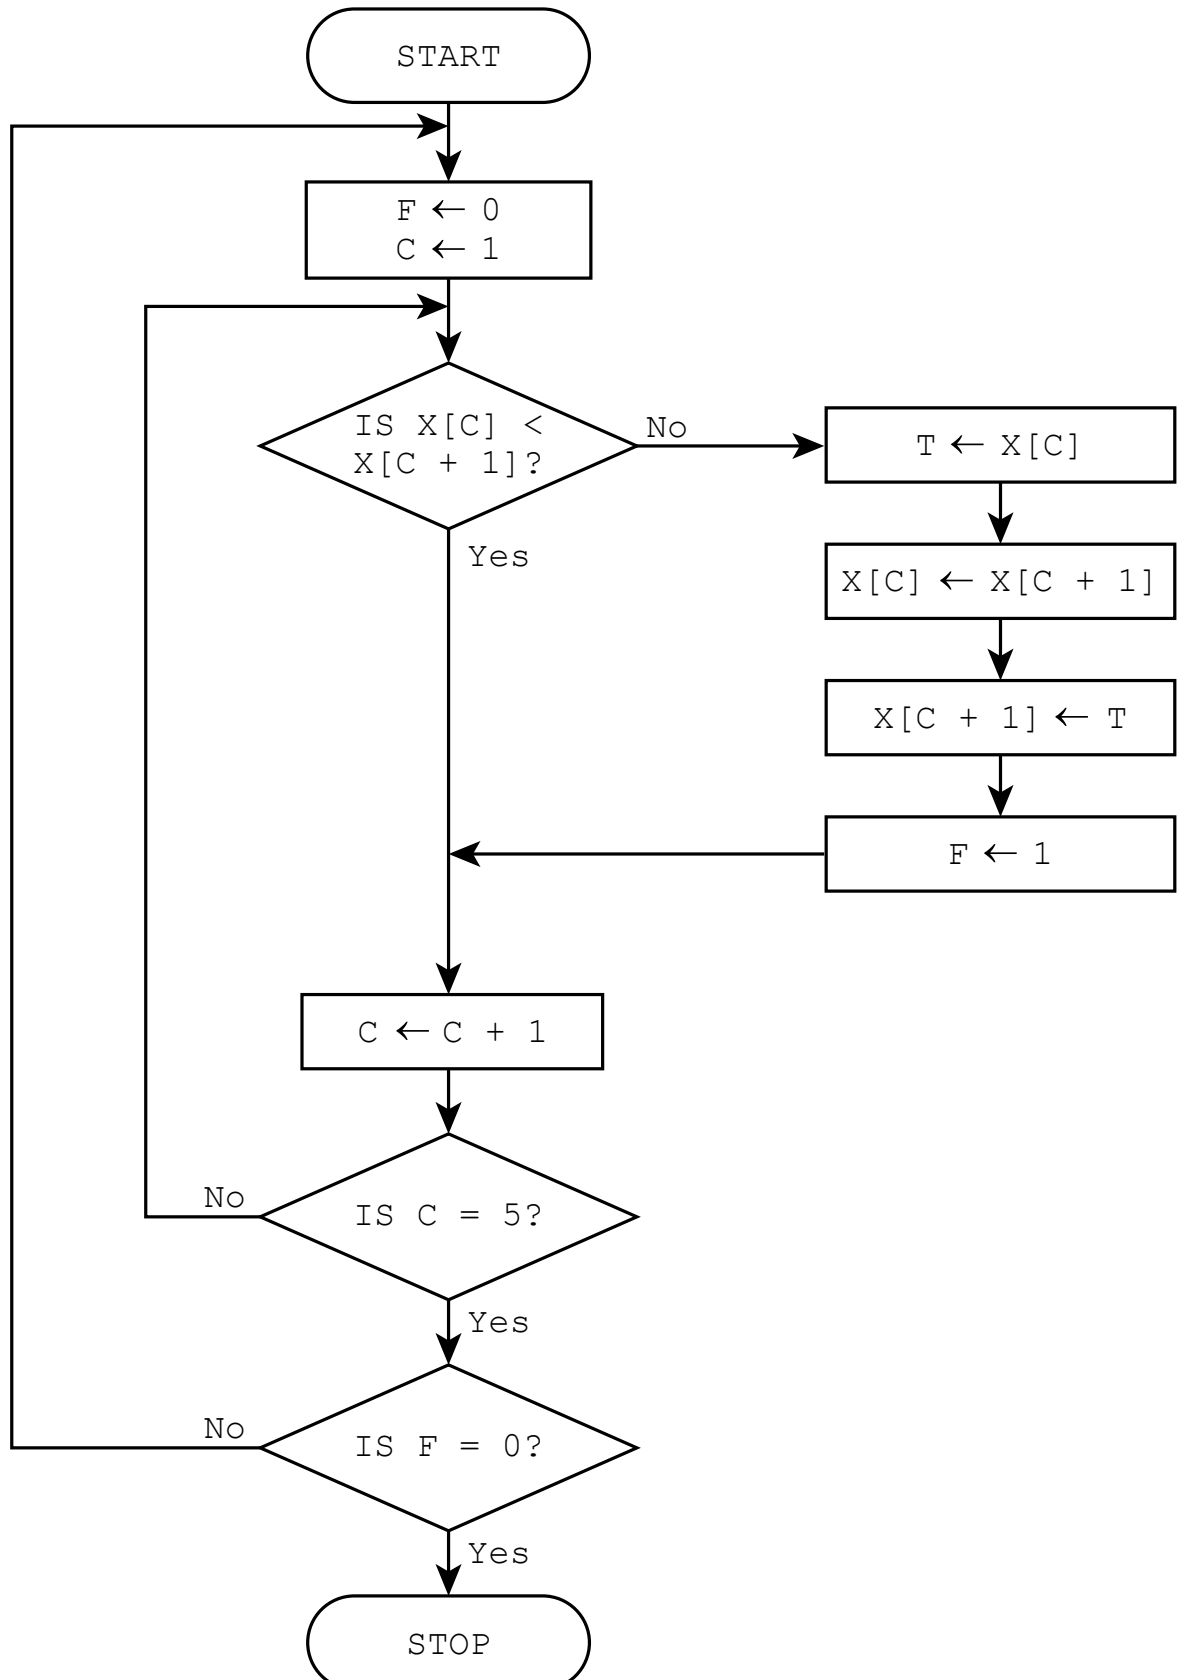 START
F ← 0
C ← 1
IS X[C] <
X[C + 1]?
No
Yes
T ← X[C]
X[C] ← X[C + 1]
X[C + 1] ← T
F ← 1
C ← C + 1
IS C = 5?
No
Yes
IS F = 0?
No
Yes
STOP